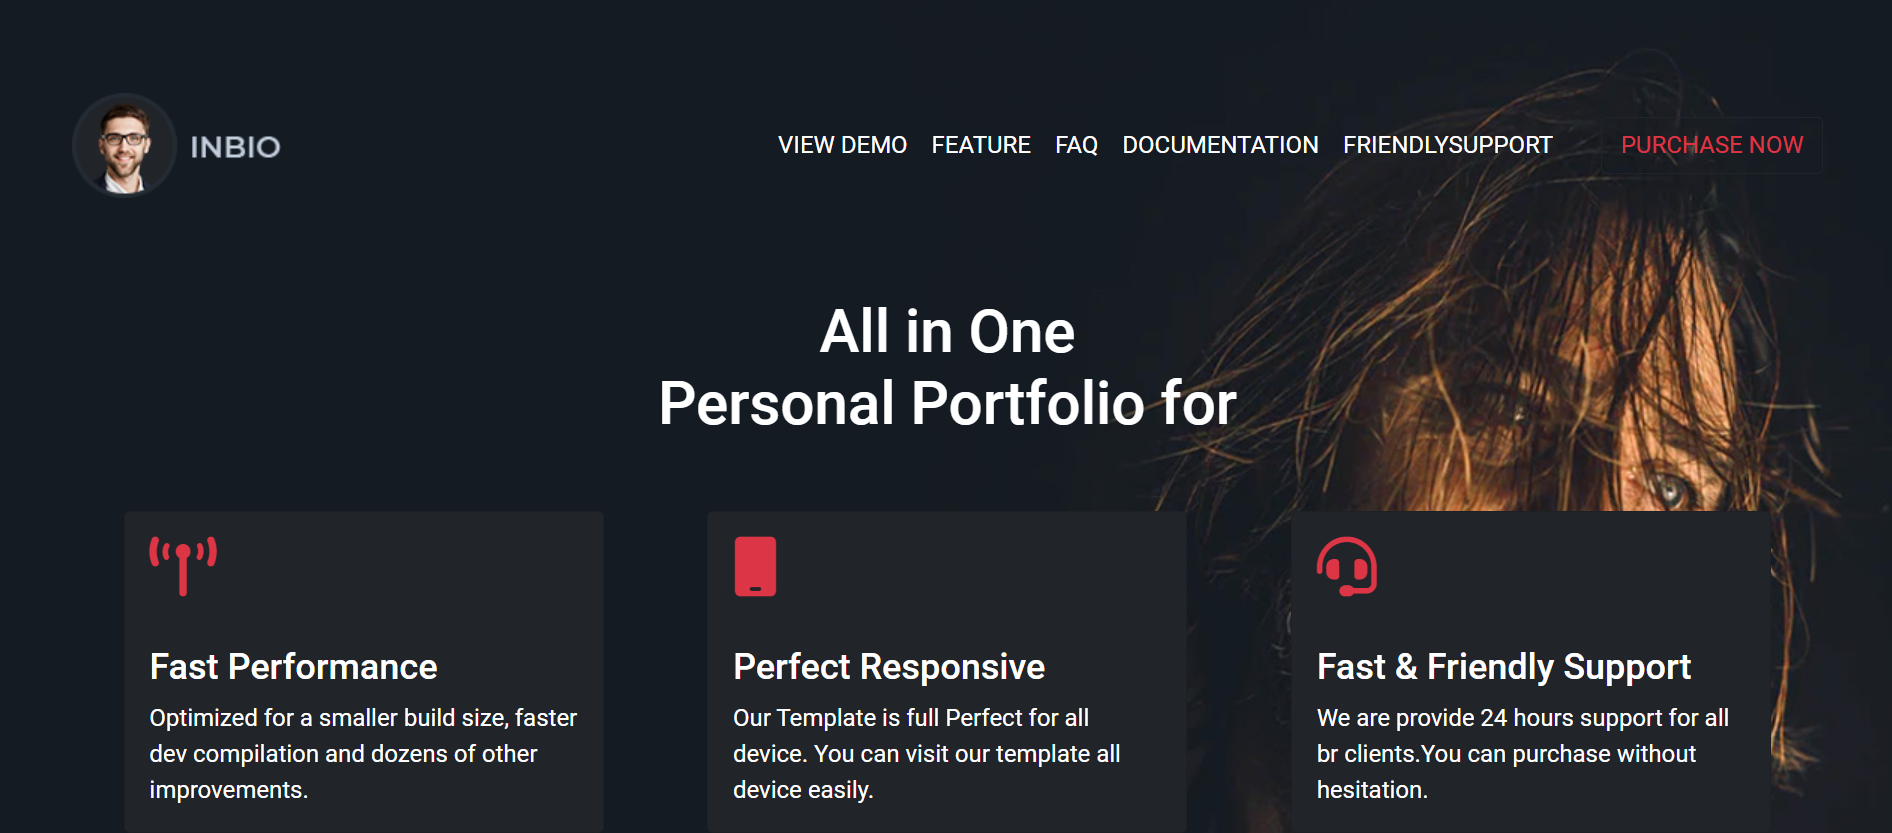 INBIO
VIEW DEMO FEATURE FAQ DOCUMENTATION FRIENDLYSUPPORT PURCHASE NOW
All in One
Personal Portfolio for
Fast Performance
Optimized for a smaller build size, faster
dev compilation and dozens of other
improvements.
Perfect Responsive
Our Template is full Perfect for all
device. You can visit our template all
device easily.
Fast & Friendly Support
We are provide 24 hours support for all
br clients.You can purchase without
hesitation.